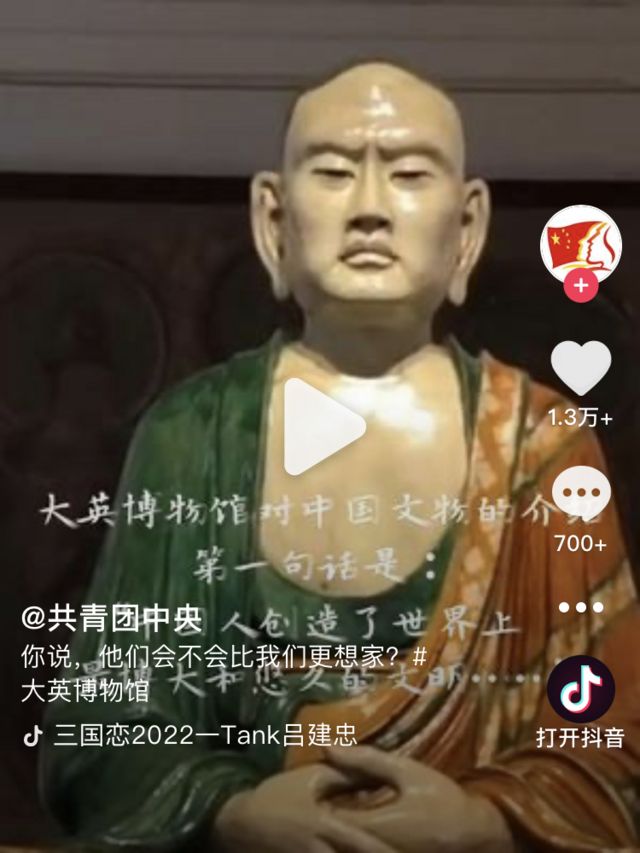 1.3万+
大英博物馆对中国文物的介
700+
第一句话是：
@共青团中央
人创造了世界上
你说，他们会不会比我们更想家？#
大英博物馆
大和悠久的文明......
三国恋2022一Tank吕建忠
打开抖音